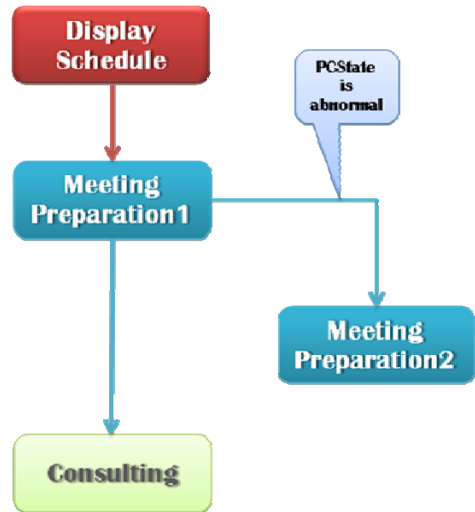 Display
Schedule
PCState
is
abnormal
Meeting
Preparation1
Meeting
Preparation2
Consulting